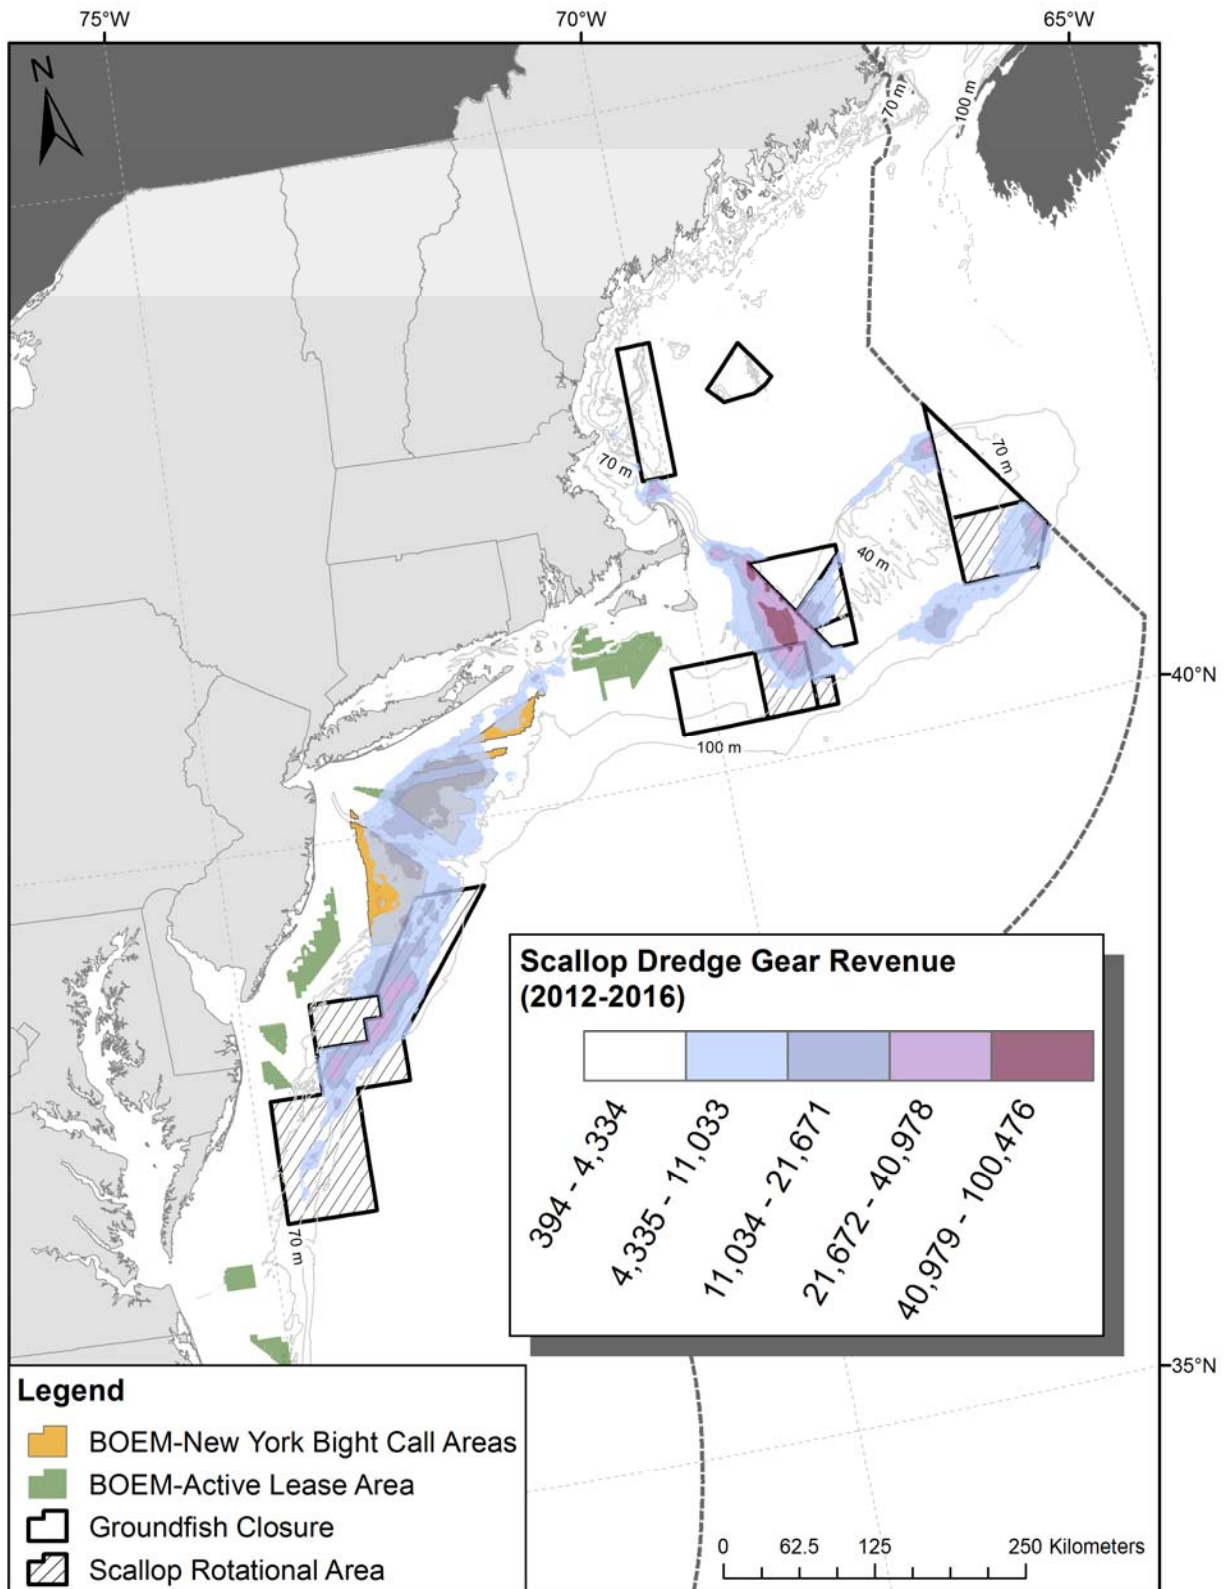 75°W
70°W
65°W
N
70 m
100 m
70 m
70 m
40 m
40°N
100 m
Scallop Dredge Gear Revenue
(2012-2016)
394 - 4,334
4,335 - 11,033
11,034 - 21,671
21,672 - 40,978
40,979 - 100,476
70 m
35°N
Legend
BOEM-New York Bight Call Areas
BOEM-Active Lease Area
Groundfish Closure
Scallop Rotational Area
0 62.5 125 250 Kilometers